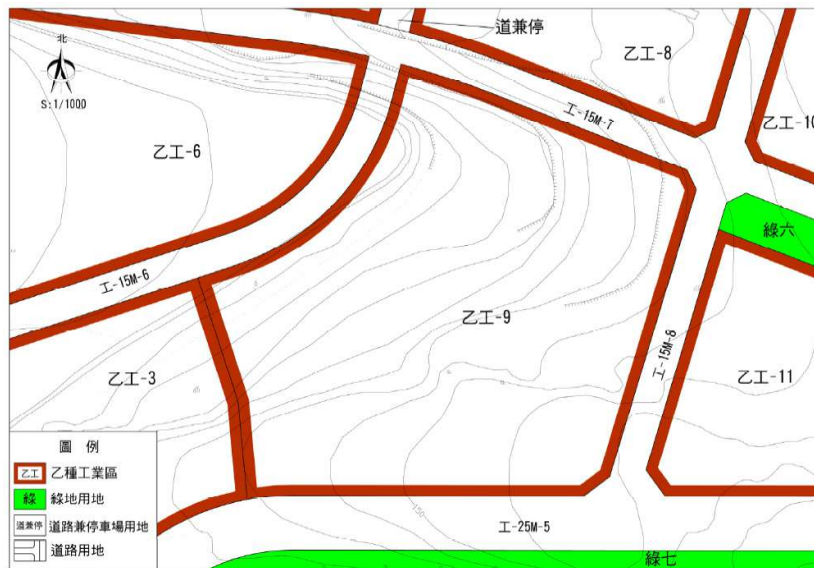 道兼停
北
S:1/1000
乙工-8
工-15M-7
乙工-10
乙工-6
綠六
工-15M-6
乙工-9
工-15M-8
乙工-3
乙工-11
圖 例
乙工 乙種工業區
綠 綠地用地
道兼停 道路兼停車場用地
道路用地
150
工-25M-5
綠七